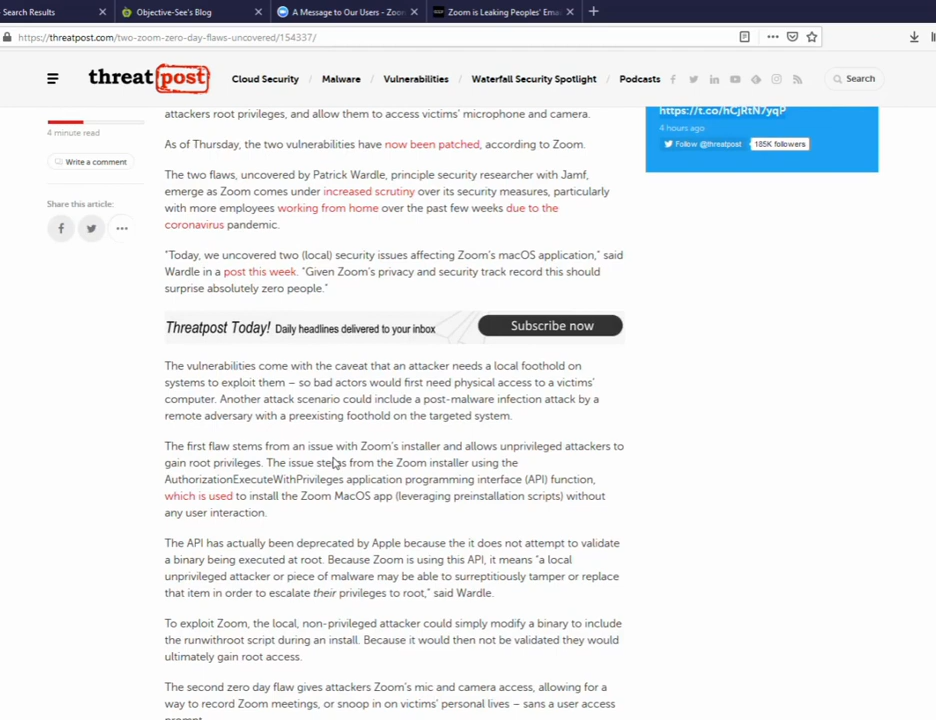 Search Results
Objective-See's Blog
A Message to Our Users - Zoo
Zoom is Leaking Peoples' Ema
https://threatpost.com/two-zoom-zero-day-flaws-uncovered/154337/
threatpost
Cloud Security
Malware
Vulnerabilities
Waterfall Security Spotlight
Podcasts
Search
4 minute read
Write a comment
Share this article:
attackers root privileges, and allow them to access victims' microphone and camera.
As of Thursday, the two vulnerabilities have now been patched, according to Zoom.
The two flaws, uncovered by Patrick Wardle, principle security researcher with Jamf,
emerge as Zoom comes under increased scrutiny over its security measures, particularly
with more employees working from home over the past few weeks due to the
coronavirus pandemic.
"Today, we uncovered two (local) security issues affecting Zoom's macOS application," said
Wardle in a post this week. "Given Zoom's privacy and security track record this should
surprise absolutely zero people."
Threatpost Today! Daily headlines delivered to your inbox
Subscribe now
The vulnerabilities come with the caveat that an attacker needs a local foothold on
systems to exploit them – so bad actors would first need physical access to a victims'
computer. Another attack scenario could include a post-malware infection attack by a
remote adversary with a preexisting foothold on the targeted system.
The first flaw stems from an issue with Zoom's installer and allows unprivileged attackers to
gain root privileges. The issue stems from the Zoom installer using the
AuthorizationExecuteWithPrivileges application programming interface (API) function,
which is used to install the Zoom MacOS app (leveraging preinstallation scripts) without
any user interaction.
The API has actually been deprecated by Apple because the it does not attempt to validate
a binary being executed at root. Because Zoom is using this API, it means "a local
unprivileged attacker or piece of malware may be able to surreptitiously tamper or replace
that item in order to escalate their privileges to root," said Wardle.
To exploit Zoom, the local, non-privileged attacker could simply modify a binary to include
the runwithroot script during an install. Because it would then not be validated they would
ultimately gain root access.
The second zero day flaw gives attackers Zoom's mic and camera access, allowing for a
way to record Zoom meetings, or snoop in on victims' personal lives – sans a user access
prompt.
https://t.co/hCjRtN7yqP
4 hours ago
Follow @threatpost
185K followers